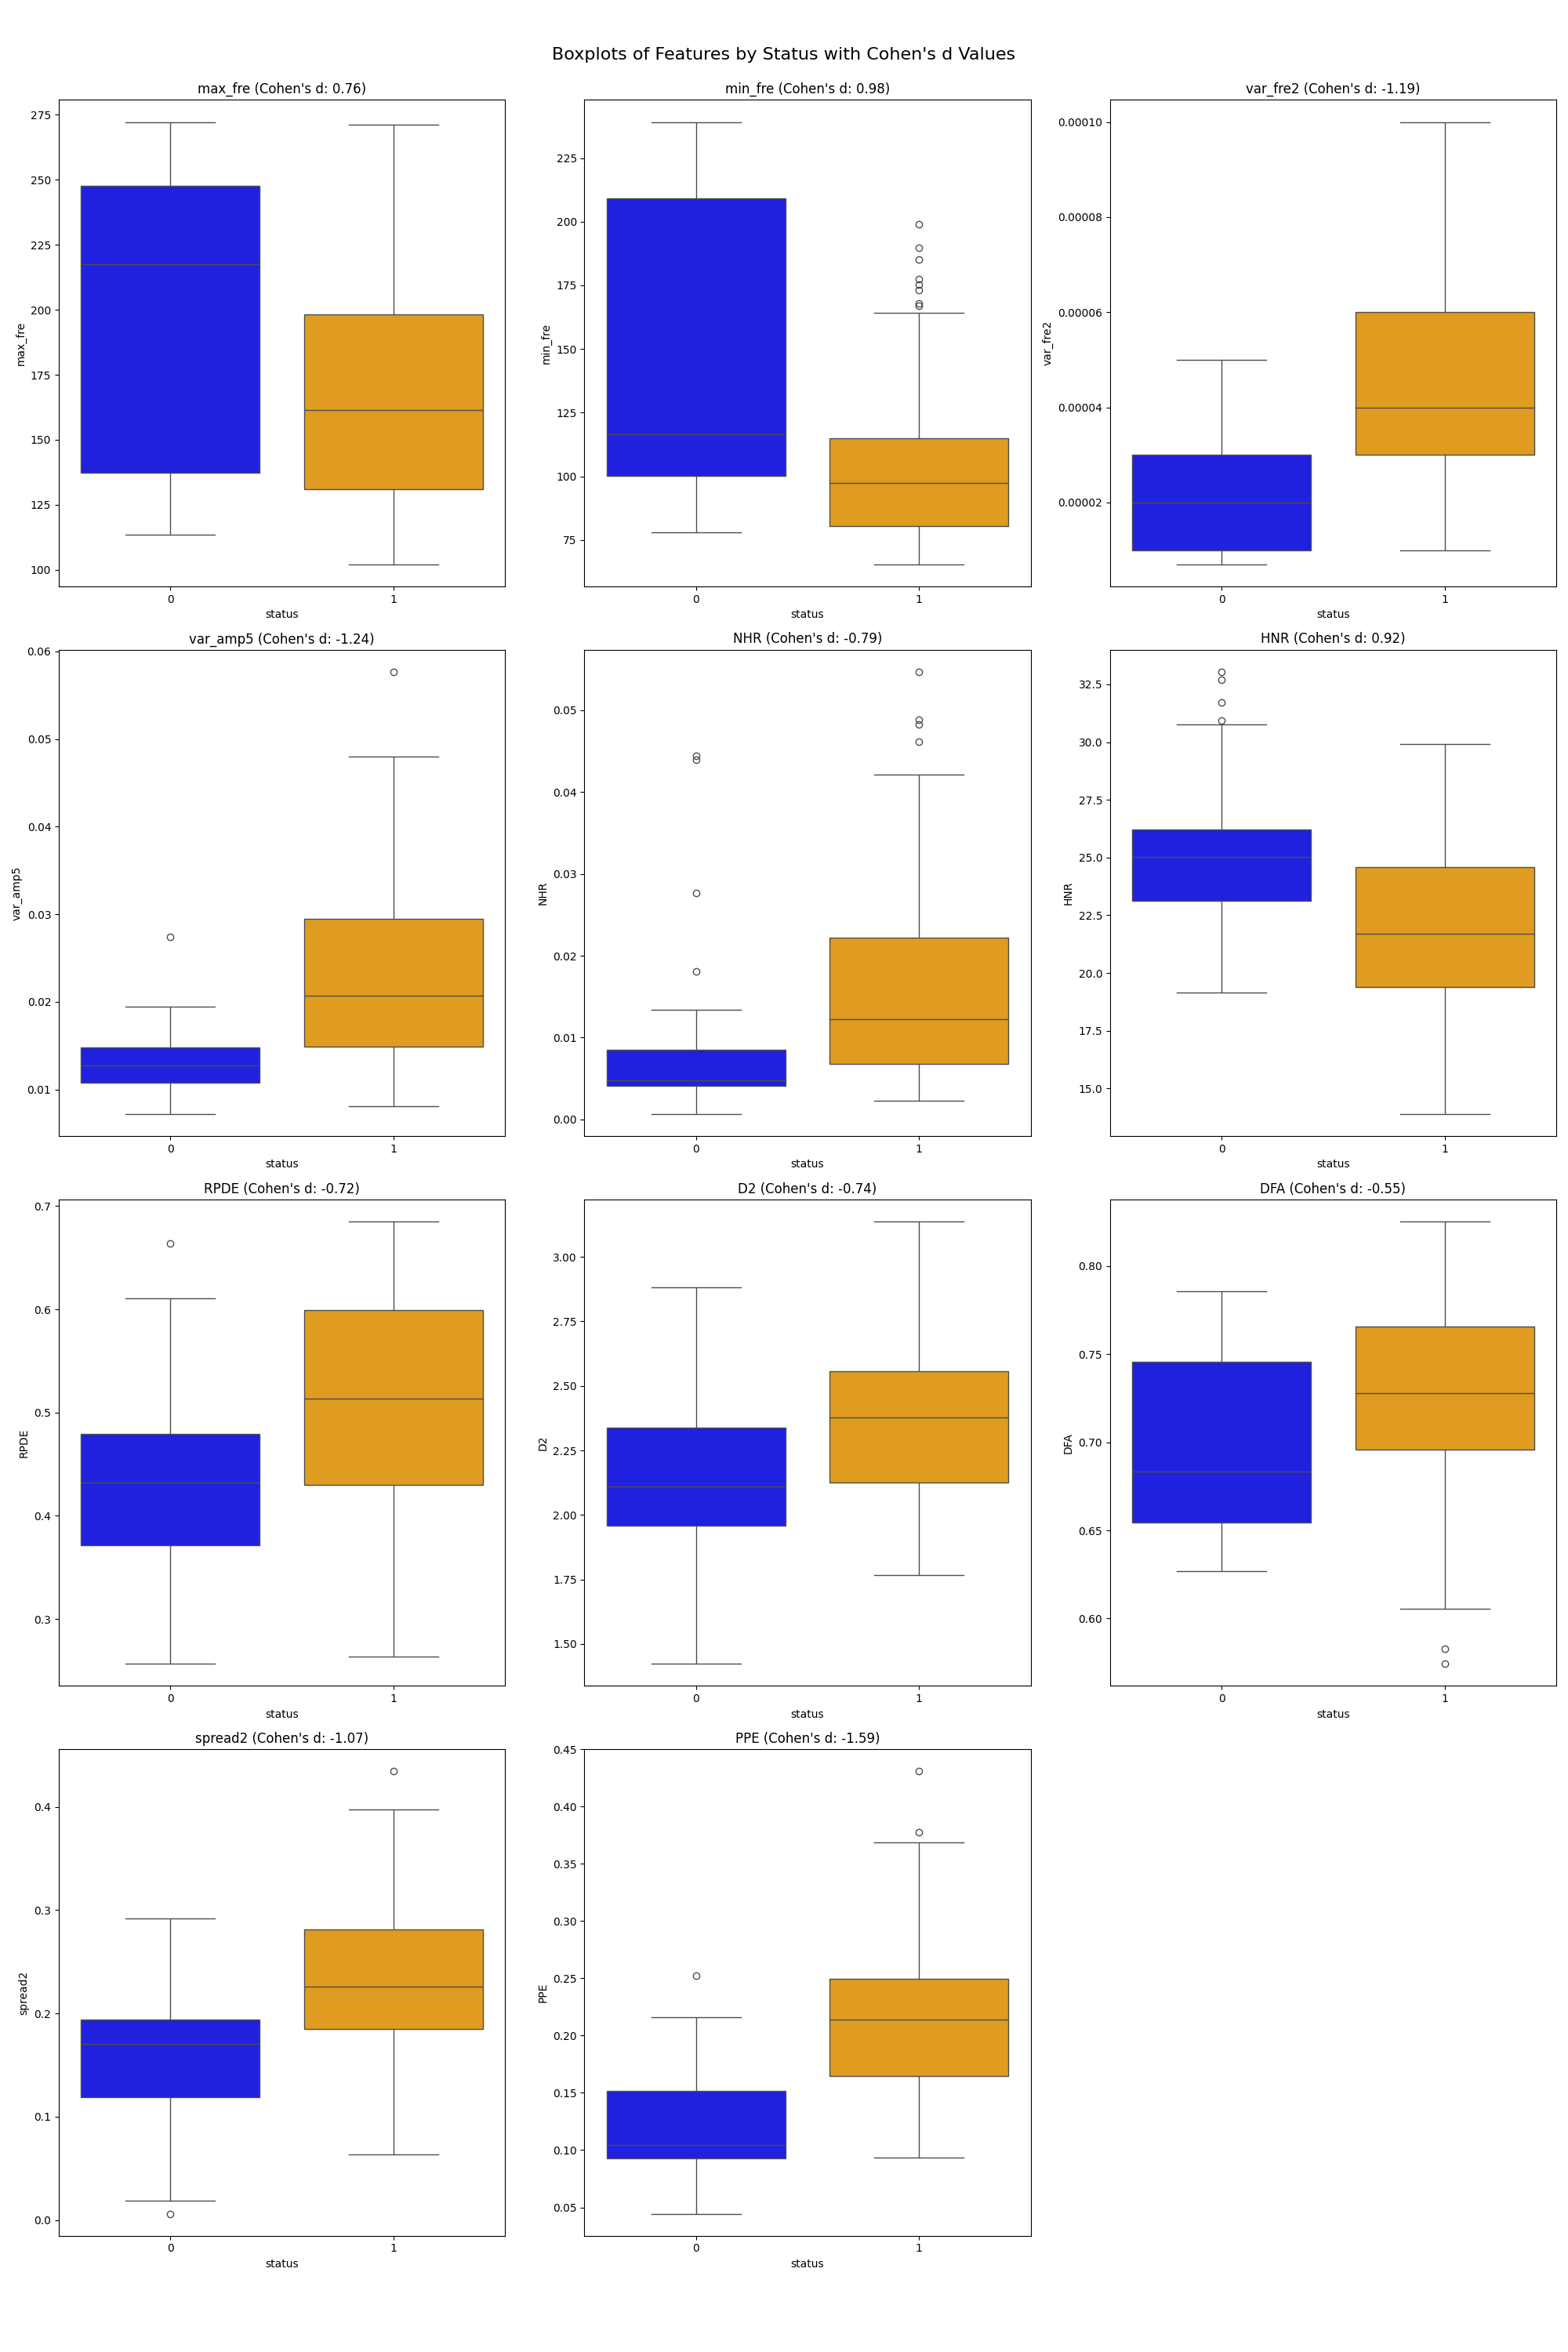 Boxplots of Features by Status with Cohen's d Values
max_fre (Cohen's d: 0.76)
275
250
225
200
175
150
125
100
max_fre
0
1
status
min_fre (Cohen's d: 0.98)
225
200
175
150
125
100
75
min_fre
0
1
status
var_fre2 (Cohen's d: -1.19)
0.00010
0.00008
0.00006
0.00004
0.00002
var_fre2
0
1
status
var_amp5 (Cohen's d: -1.24)
0.06
0.05
0.04
0.03
0.02
0.01
var_amp5
0
1
status
NHR (Cohen's d: -0.79)
0.05
0.04
0.03
0.02
0.01
0.00
NHR
0
1
status
HNR (Cohen's d: 0.92)
32.5
30.0
27.5
25.0
22.5
20.0
17.5
15.0
HNR
0
1
status
RPDE (Cohen's d: -0.72)
0.7
0.6
0.5
0.4
0.3
RPDE
0
1
status
D2 (Cohen's d: -0.74)
3.00
2.75
2.50
2.25
2.00
1.75
1.50
D2
0
1
status
DFA (Cohen's d: -0.55)
0.80
0.75
0.70
0.65
0.60
DFA
0
1
status
spread2 (Cohen's d: -1.07)
0.4
0.3
0.2
0.1
0.0
spread2
0
1
status
PPE (Cohen's d: -1.59)
0.45
0.40
0.35
0.30
0.25
0.20
0.15
0.10
0.05
PPE
0
1
status